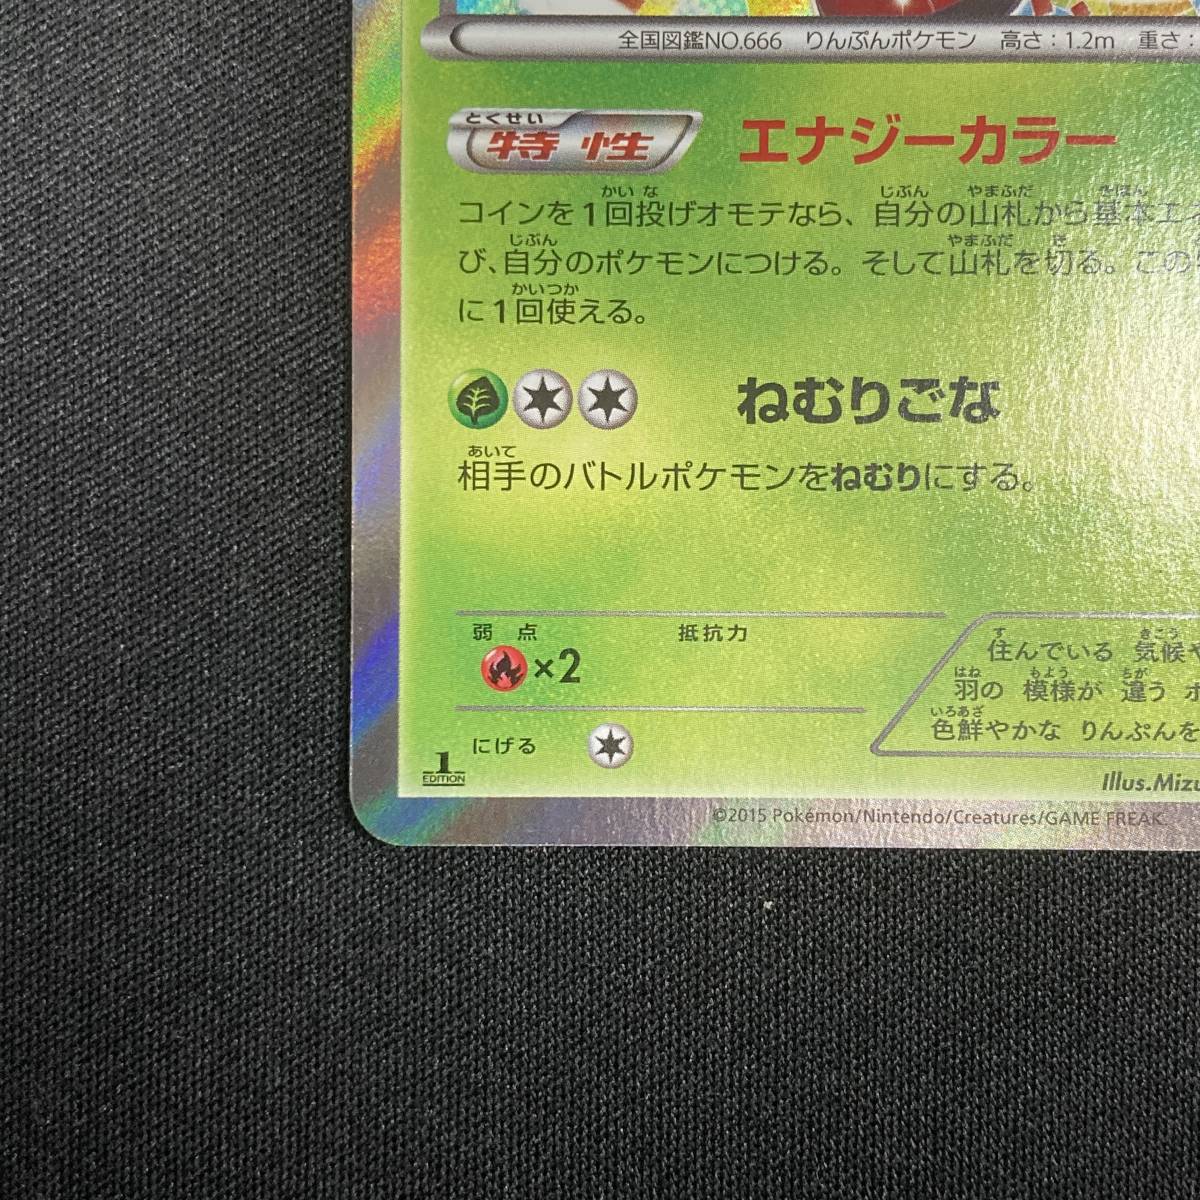 全国図鑑NO.666 りんぷんポケモン 高さ:1.2m 重さ:
とくせい
特性 エナジーカラー
かいな じぶん やまふだ きほん
コインを1回投げオモテなら、自分の山札から基本エネ
じぶん やまふだ き
び、自分のポケモンにつける。そして山札を切る。この
かいつか
に1回使える。
ねむりごな
あいて
相手のバトルポケモンをねむりにする。
弱点 抵抗力
×2
にげる
す きこう
住んでいる 気候や
はね もよう ちが
羽の 模様が 違う ポ
いろあざ
色鮮やかな りんぷんを
1
EDITION
Illus.Mizu
©2015 Pokémon/Nintendo/Creatures/GAME FREAK.